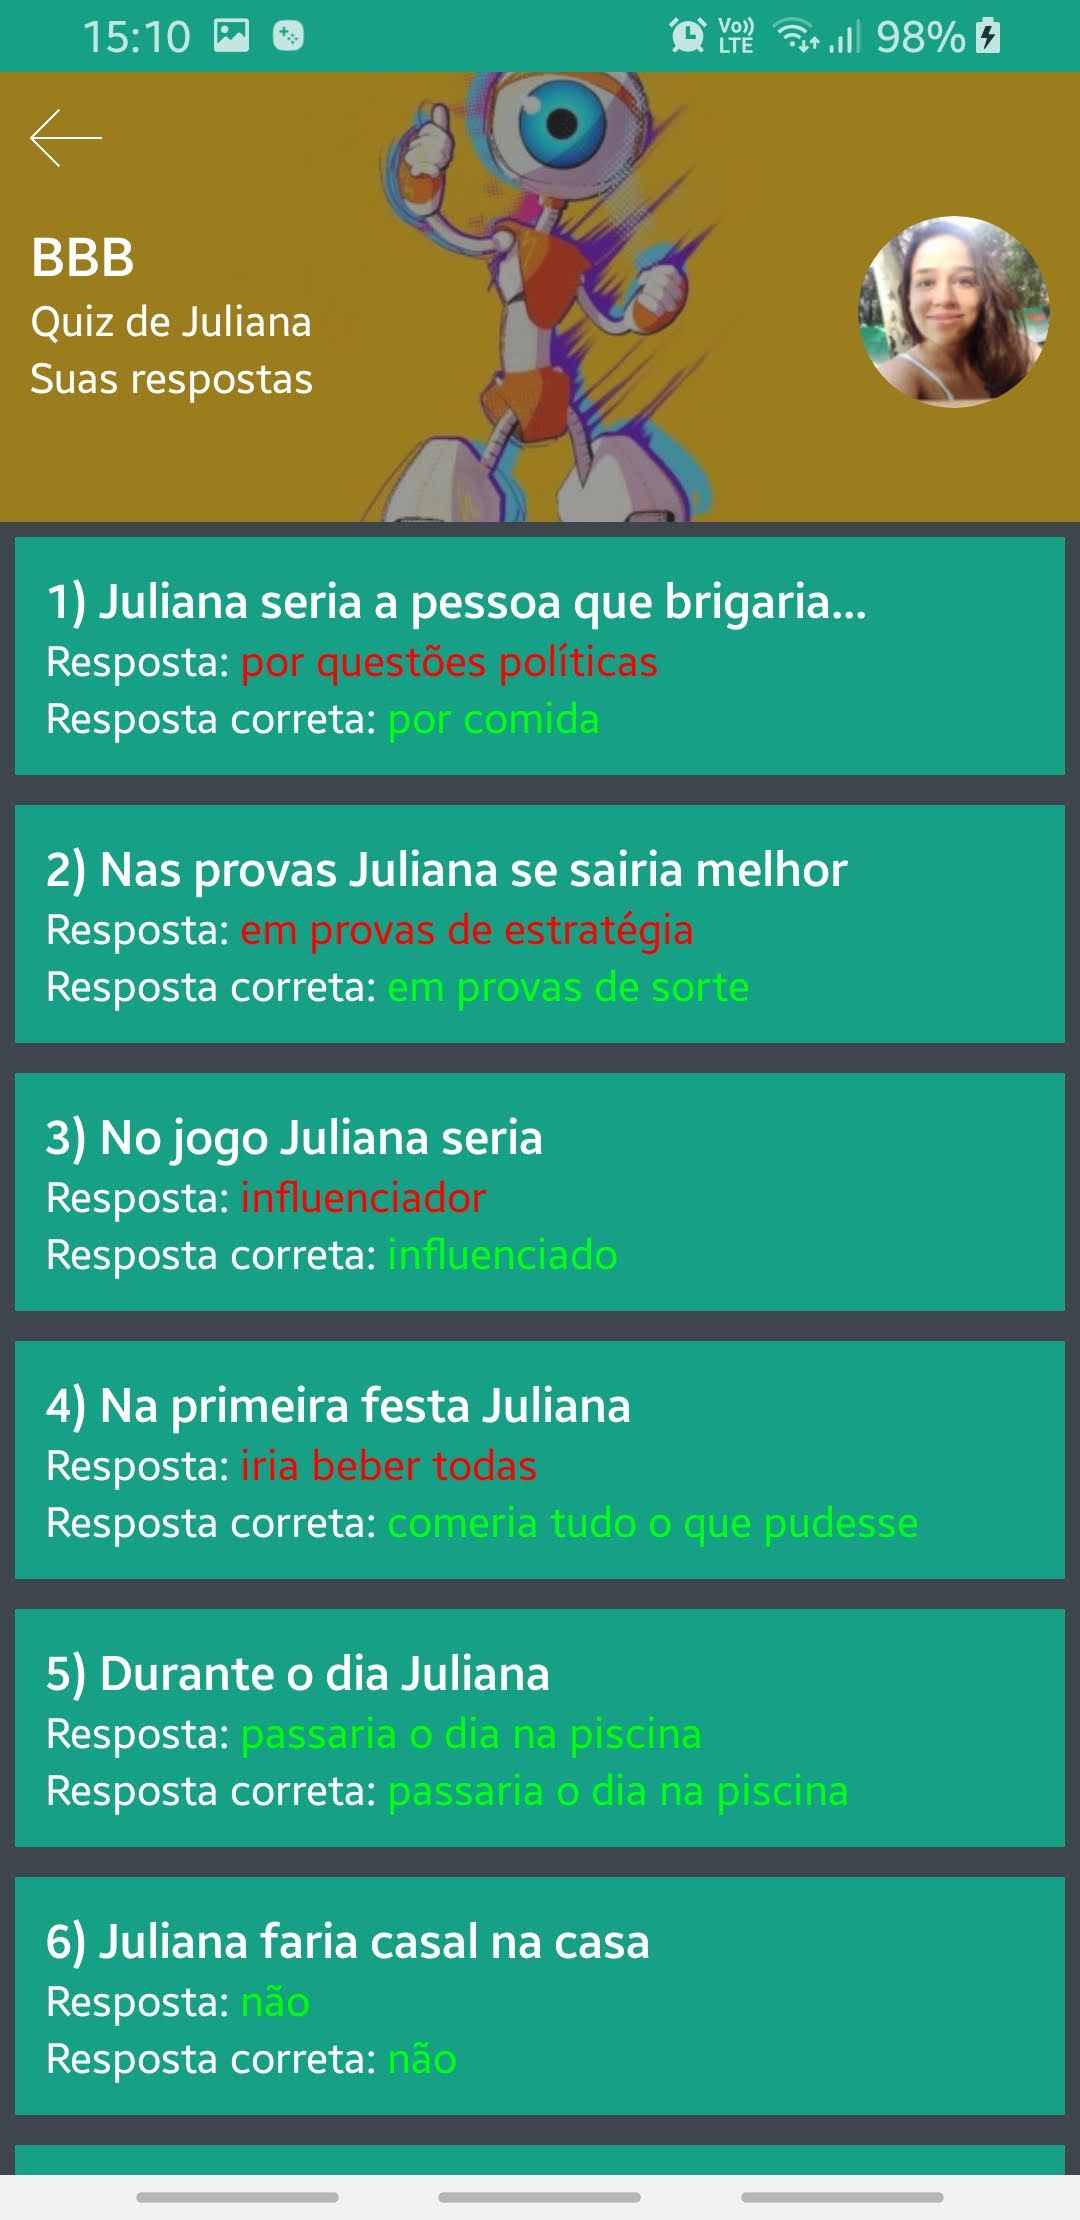 15:10 Vo)) LTE 98%
BBB
Quiz de Juliana
Suas respostas
1) Juliana seria a pessoa que brigaria...
Resposta: por questões políticas
Resposta correta: por comida
2) Nas provas Juliana se sairia melhor
Resposta: em provas de estratégia
Resposta correta: em provas de sorte
3) No jogo Juliana seria
Resposta: influenciador
Resposta correta: influenciado
4) Na primeira festa Juliana
Resposta: iria beber todas
Resposta correta: comeria tudo o que pudesse
5) Durante o dia Juliana
Resposta: passaria o dia na piscina
Resposta correta: passaria o dia na piscina
6) Juliana faria casal na casa
Resposta: não
Resposta correta: não